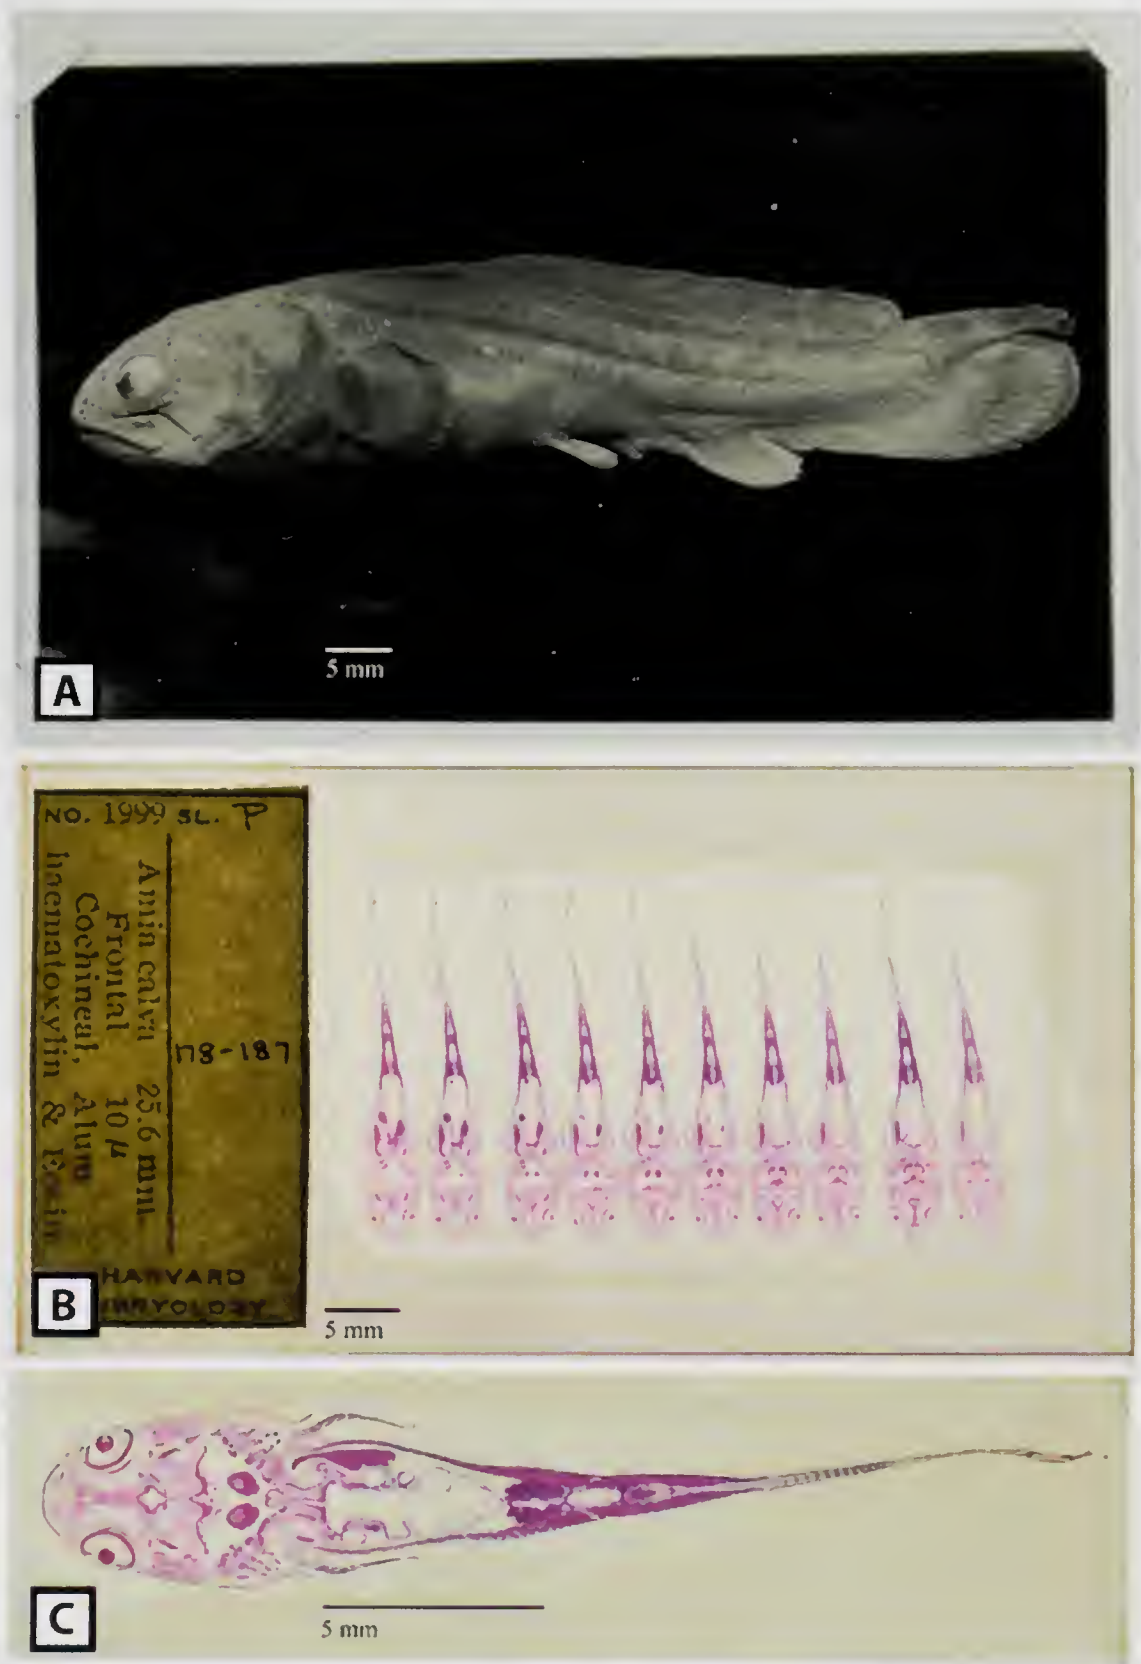 5 mm
A
NO. 1999 SL. P
Amia calva 25.6 mm.
Frontal 10 µ
Cochineal, Alum
haematoxylin & Eosin
178-187
HARVARD
B
5 mm
C
5 mm